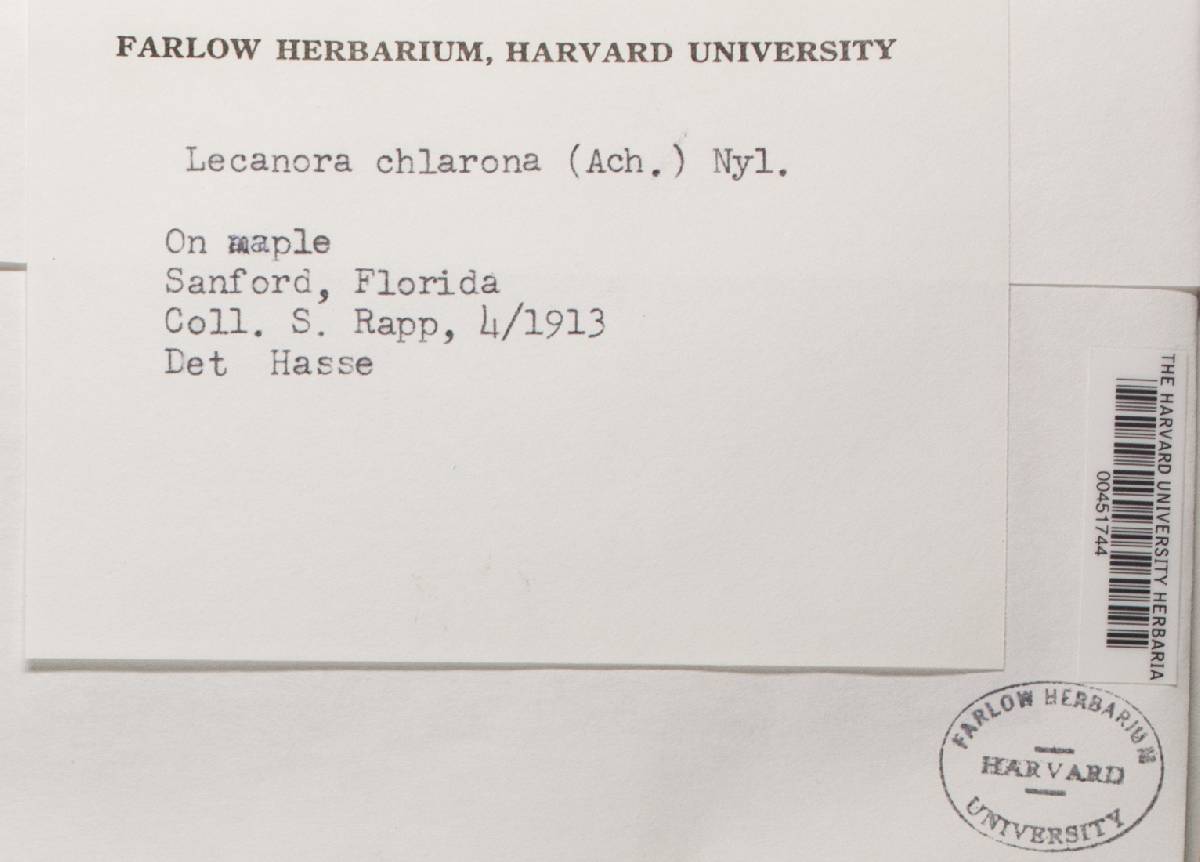 FARLOW HERBARIUM, HARVARD UNIVERSITY
Lecanora chlarona (Ach.) Nyl.
On maple
Sanford, Florida
Coll. S. Rapp, 4/1913
Det Hasse
THE HARVARD UNIVERSITY HERBARIA
00451744
FARLOW HERBARIUM
HARVARD
UNIVERSITY